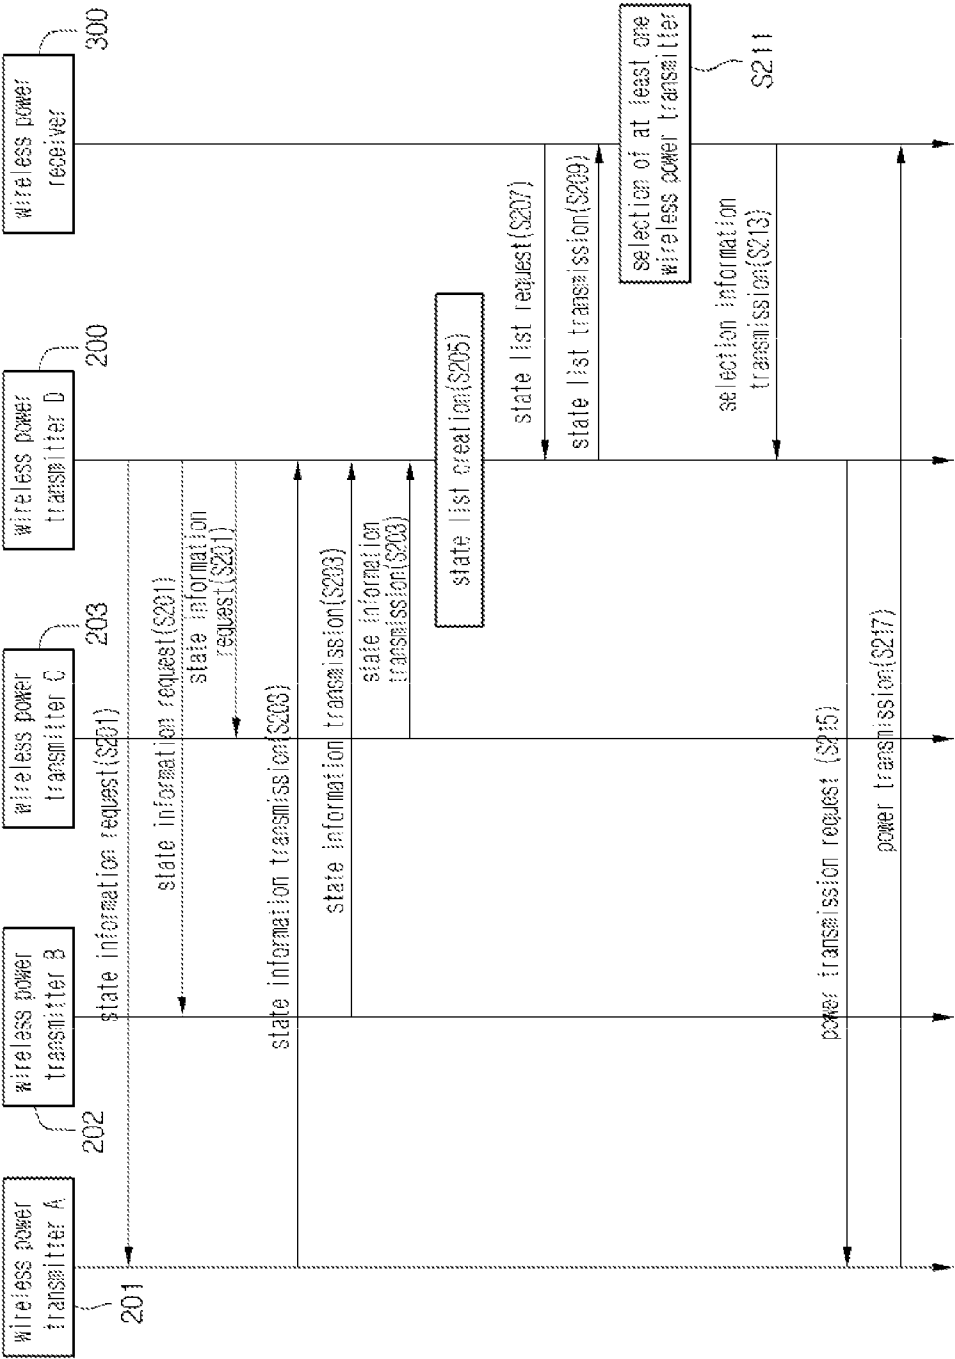 wireless power
transmitter A
201
wireless power
transmitter B
202
wireless power
transmitter C
203
wireless power
transmitter D
200
wireless power
receiver
300
state information request(S201)
state information request(S201)
state information
request(S201)
state information transmission(S203)
state information transmission(S203)
state information
transmission(S203)
state list creation(S205)
state list request(S207)
state list transmission(S209)
selection of at least one
wireless power transmitter
S211
selection information
transmission(S213)
power transmission request (S215)
power transmission(S217)